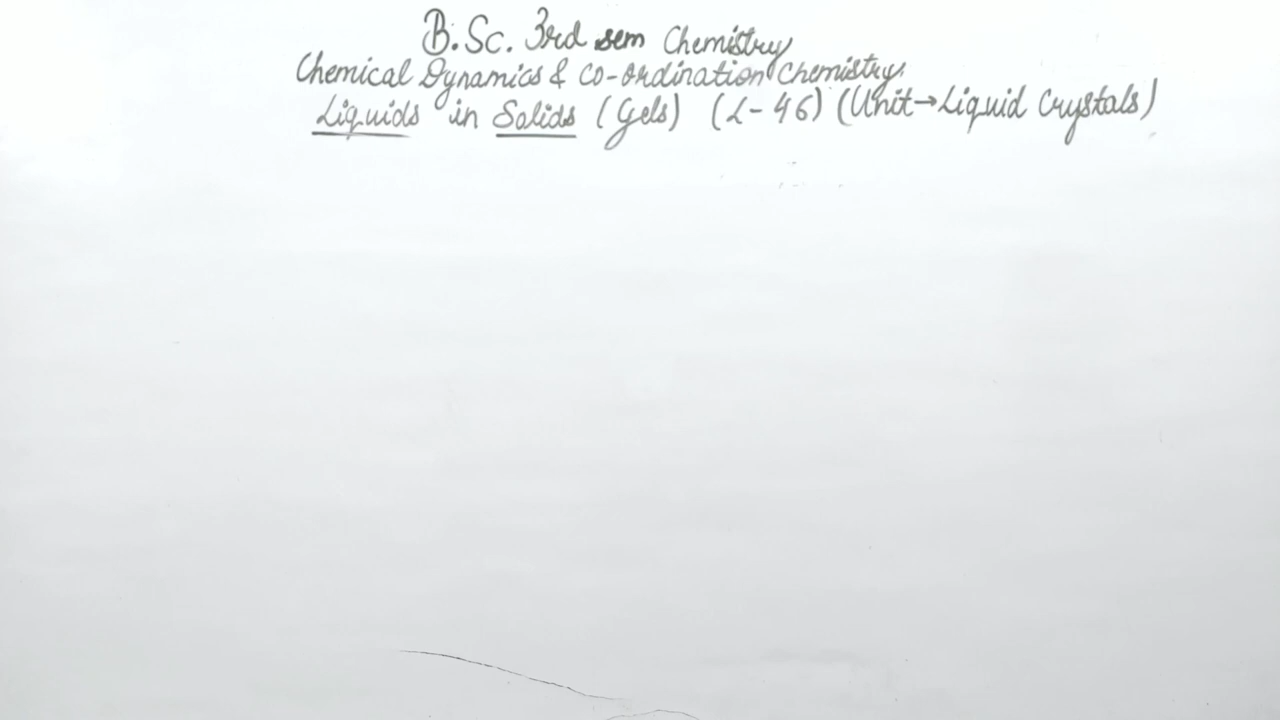 B.Sc. 3rd sem Chemistry
Chemical Dynamics & Co-ordination Chemistry.
Liquids in Solids (Gels) (L-46) (Unit→Liquid Crystals)